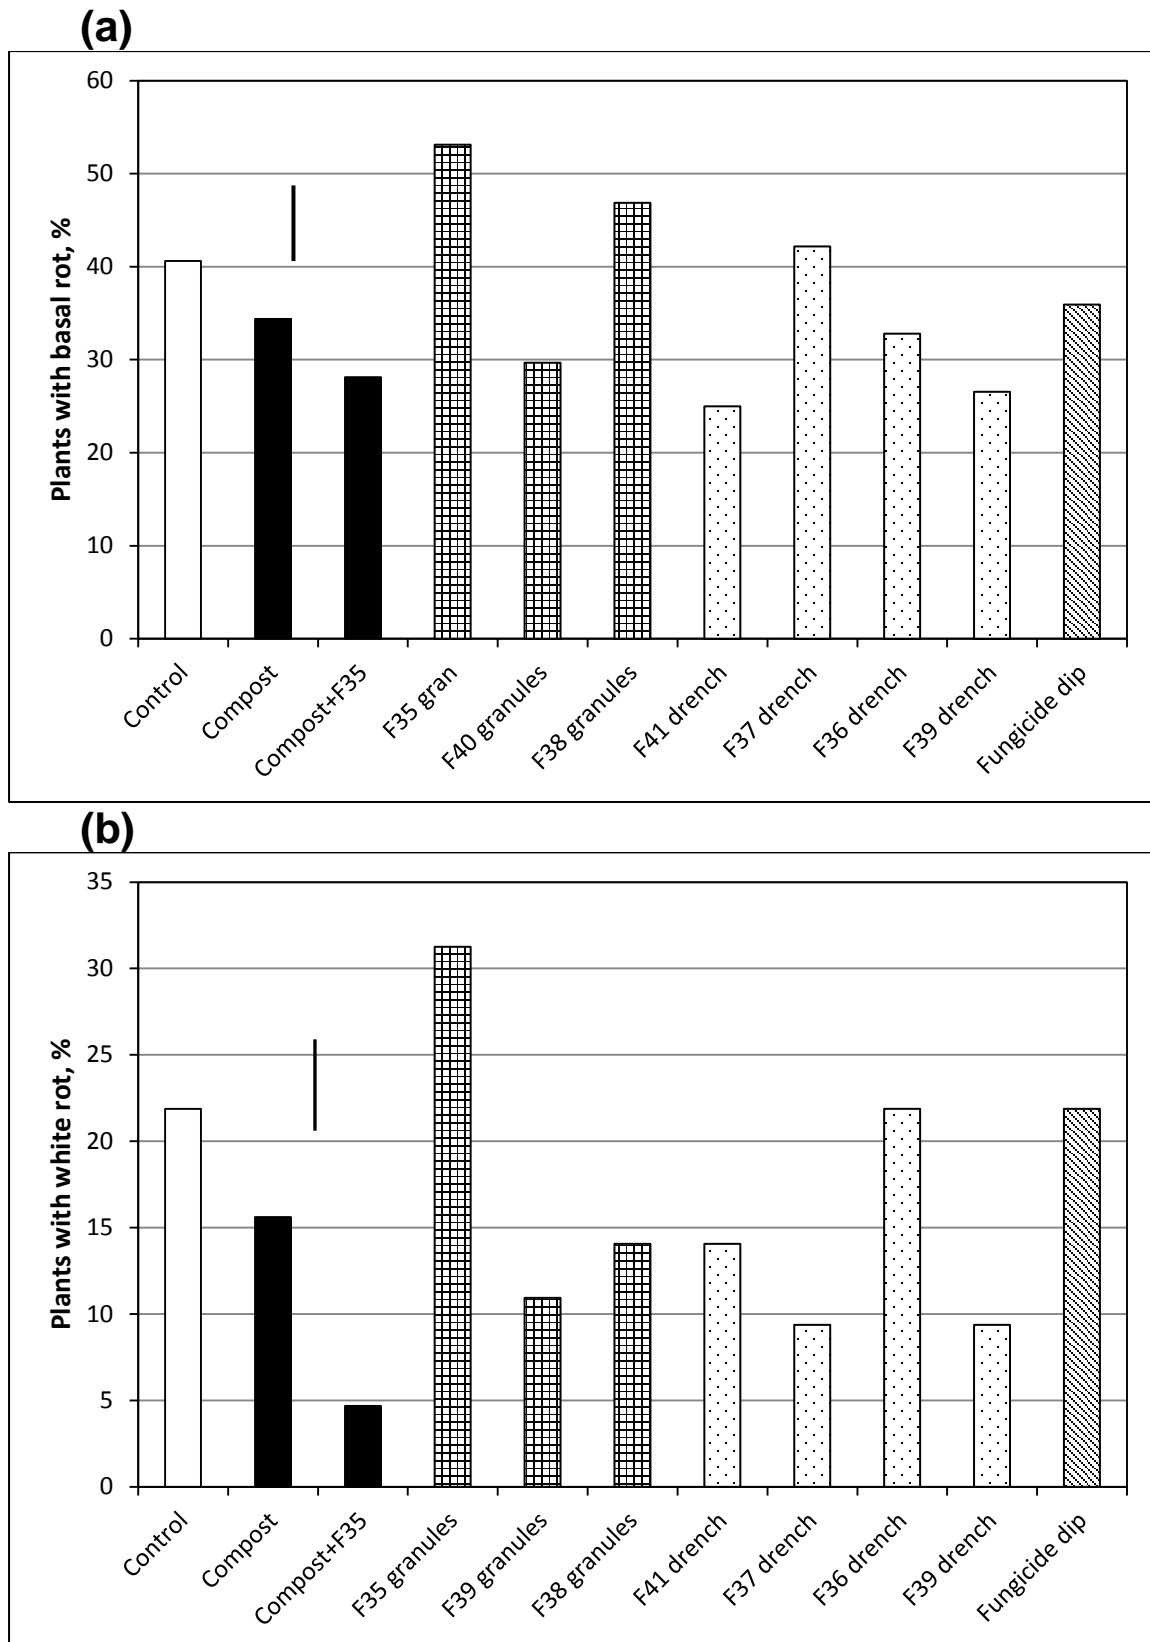 (a)
60
50
40
30
20
10
0
Plants with basal rot, %
Control
Compost
Compost+F35
F35 gran
F40 granules
F38 granules
F41 drench
F37 drench
F36 drench
F39 drench
Fungicide dip
(b)
35
30
25
20
15
10
5
0
Plants with white rot, %
Control
Compost
Compost+F35
F35 granules
F39 granules
F38 granules
F41 drench
F37 drench
F36 drench
F39 drench
Fungicide dip